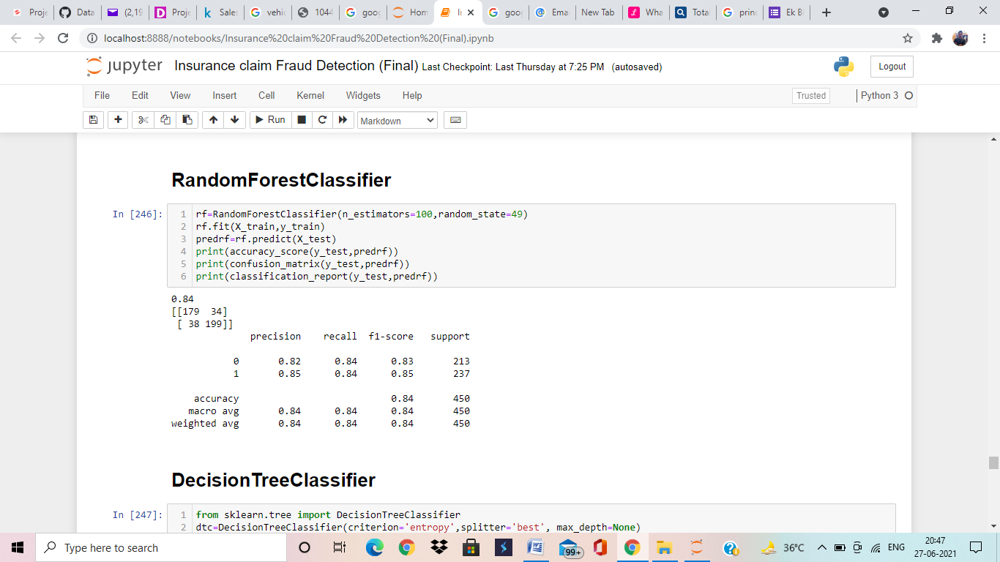 Proje
Data
(2,19
Proje
Sales
vehic
1044
goog
Hom
goog
Emai
New Tab
Wha
Total
princ
Ek Bh
localhost:8888/notebooks/Insurance%20claim%20Fraud%20Detection%20(Final).ipynb
jupyter Insurance claim Fraud Detection (Final) Last Checkpoint: Last Thursday at 7:25 PM (autosaved)
Logout
File Edit View Insert Cell Kernel Widgets Help
Trusted
Python 3
Run
Markdown
RandomForestClassifier
In [246]:
1 rf=RandomForestClassifier(n_estimators=100,random_state=49)
2 rf.fit(X_train,y_train)
3 predrf=rf.predict(X_test)
4 print(accuracy_score(y_test,predrf))
5 print(confusion_matrix(y_test,predrf))
6 print(classification_report(y_test,predrf))
0.84
[[179 34]
[ 38 199]]
precision recall f1-score support
0 0.82 0.84 0.83 213
1 0.85 0.84 0.85 237
accuracy 0.84 450
macro avg 0.84 0.84 0.84 450
weighted avg 0.84 0.84 0.84 450
DecisionTreeClassifier
In [247]:
1 from sklearn.tree import DecisionTreeClassifier
2 dtc=DecisionTreeClassifier(criterion='entropy',splitter='best', max_depth=None)
Type here to search
99+
36°C
ENG
20:47
27-06-2021